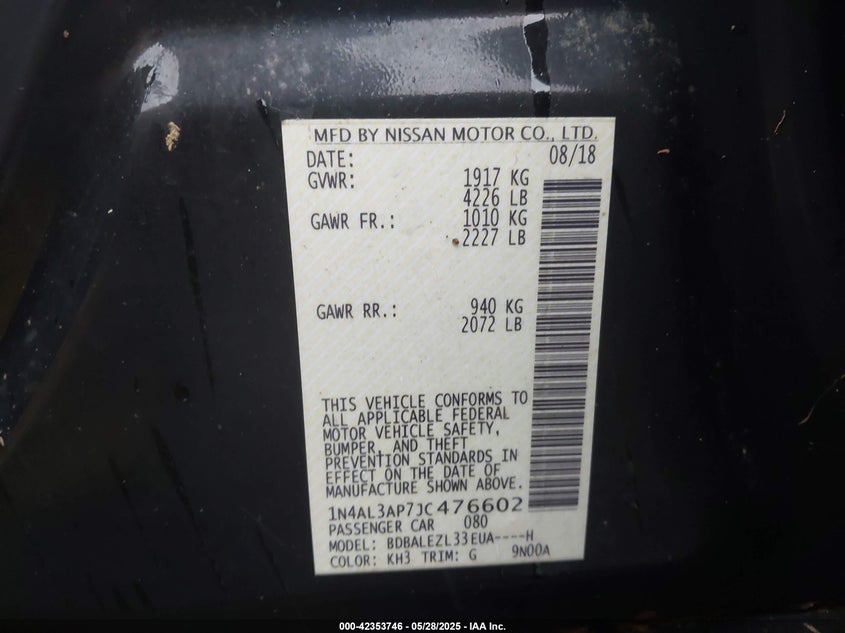 MFD BY NISSAN MOTOR CO., LTD.
DATE: 08/18
GVWR: 1917 KG
4226 LB
GAWR FR.: 1010 KG
2227 LB
GAWR RR.: 940 KG
2072 LB
THIS VEHICLE CONFORMS TO
ALL APPLICABLE FEDERAL
MOTOR VEHICLE SAFETY,
BUMPER, AND THEFT
PREVENTION STANDARDS IN
EFFECT ON THE DATE OF
MANUFACTURE SHOWN ABOVE.
1N4AL3AP7JC476602
PASSENGER CAR 080
MODEL: BDBALEZL33EUA----H
COLOR: KH3 TRIM: G 9N00A
000-42353746 — 05/28/2025 — IAA Inc.